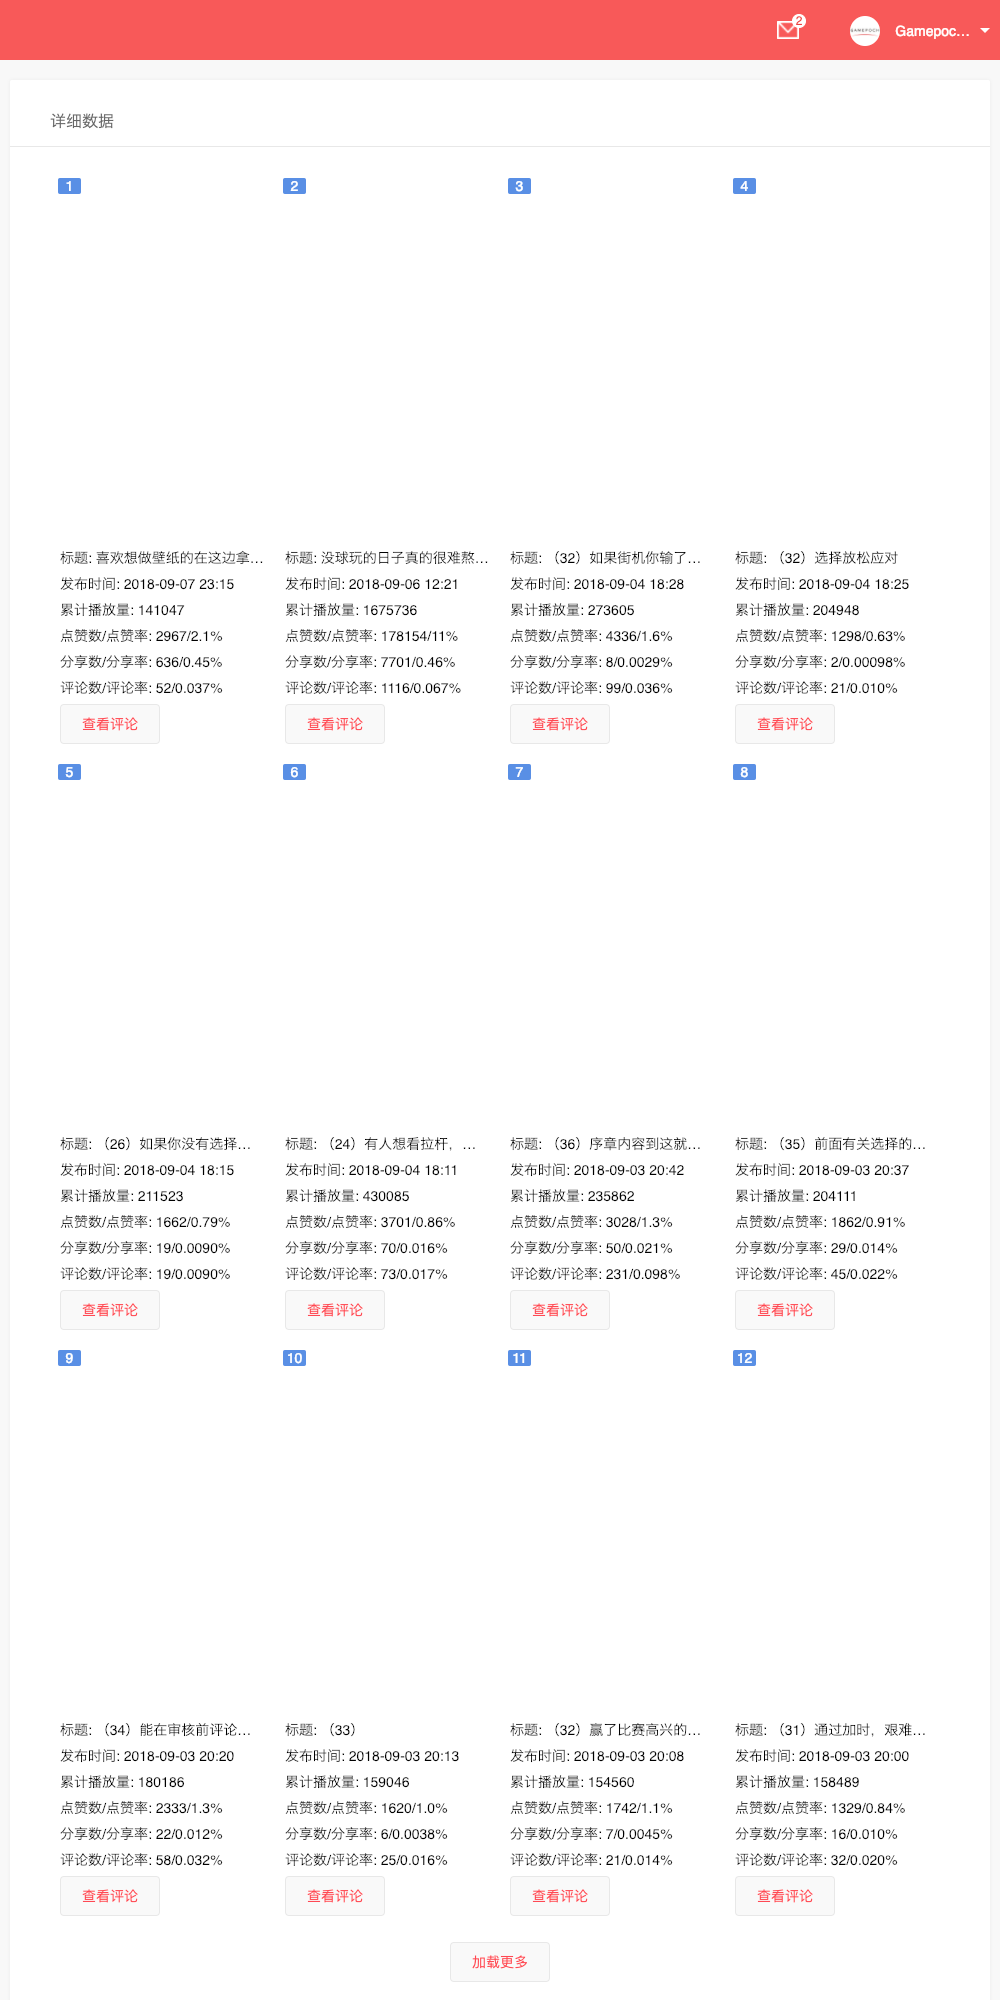 2
Gamepoc...
详细数据
1
2
3
4
标题: 喜欢想做壁纸的在这边拿...
发布时间: 2018-09-07 23:15
累计播放量: 141047
点赞数/点赞率: 2967/2.1%
分享数/分享率: 636/0.45%
评论数/评论率: 52/0.037%
查看评论
标题: 没球玩的日子真的很难熬...
发布时间: 2018-09-06 12:21
累计播放量: 1675736
点赞数/点赞率: 178154/11%
分享数/分享率: 7701/0.46%
评论数/评论率: 1116/0.067%
查看评论
标题: （32）如果街机你输了...
发布时间: 2018-09-04 18:28
累计播放量: 273605
点赞数/点赞率: 4336/1.6%
分享数/分享率: 8/0.0029%
评论数/评论率: 99/0.036%
查看评论
标题: （32）选择放松应对
发布时间: 2018-09-04 18:25
累计播放量: 204948
点赞数/点赞率: 1298/0.63%
分享数/分享率: 2/0.00098%
评论数/评论率: 21/0.010%
查看评论
5
6
7
8
标题: （26）如果你没有选择...
发布时间: 2018-09-04 18:15
累计播放量: 211523
点赞数/点赞率: 1662/0.79%
分享数/分享率: 19/0.0090%
评论数/评论率: 19/0.0090%
查看评论
标题: （24）有人想看拉杆，...
发布时间: 2018-09-04 18:11
累计播放量: 430085
点赞数/点赞率: 3701/0.86%
分享数/分享率: 70/0.016%
评论数/评论率: 73/0.017%
查看评论
标题: （36）序章内容到这就...
发布时间: 2018-09-03 20:42
累计播放量: 235862
点赞数/点赞率: 3028/1.3%
分享数/分享率: 50/0.021%
评论数/评论率: 231/0.098%
查看评论
标题: （35）前面有关选择的...
发布时间: 2018-09-03 20:37
累计播放量: 204111
点赞数/点赞率: 1862/0.91%
分享数/分享率: 29/0.014%
评论数/评论率: 45/0.022%
查看评论
9
10
11
12
标题: （34）能在审核前评论...
发布时间: 2018-09-03 20:20
累计播放量: 180186
点赞数/点赞率: 2333/1.3%
分享数/分享率: 22/0.012%
评论数/评论率: 58/0.032%
查看评论
标题: （33）
发布时间: 2018-09-03 20:13
累计播放量: 159046
点赞数/点赞率: 1620/1.0%
分享数/分享率: 6/0.0038%
评论数/评论率: 25/0.016%
查看评论
标题: （32）赢了比赛高兴的...
发布时间: 2018-09-03 20:08
累计播放量: 154560
点赞数/点赞率: 1742/1.1%
分享数/分享率: 7/0.0045%
评论数/评论率: 21/0.014%
查看评论
标题: （31）通过加时，艰难...
发布时间: 2018-09-03 20:00
累计播放量: 158489
点赞数/点赞率: 1329/0.84%
分享数/分享率: 16/0.010%
评论数/评论率: 32/0.020%
查看评论
加载更多